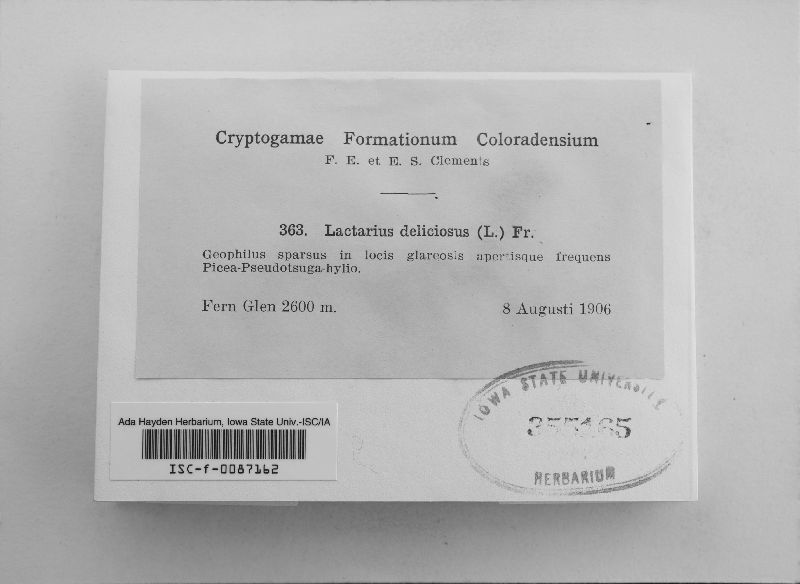 Cryptogamae Formationum Coloradensium
F. E. et E. S. Clements
363. Lactarius deliciosus (L.) Fr.
Geophilus sparsus in locis glareosis apertisque frequens
Picea-Pseudotsuga-hylio.
Fern Glen 2600 m. 8 Augusti 1906
IOWA STATE UNIVERSITY
HERBARIUM
Ada Hayden Herbarium, Iowa State Univ.-ISC/IA
ISC-f-0087162